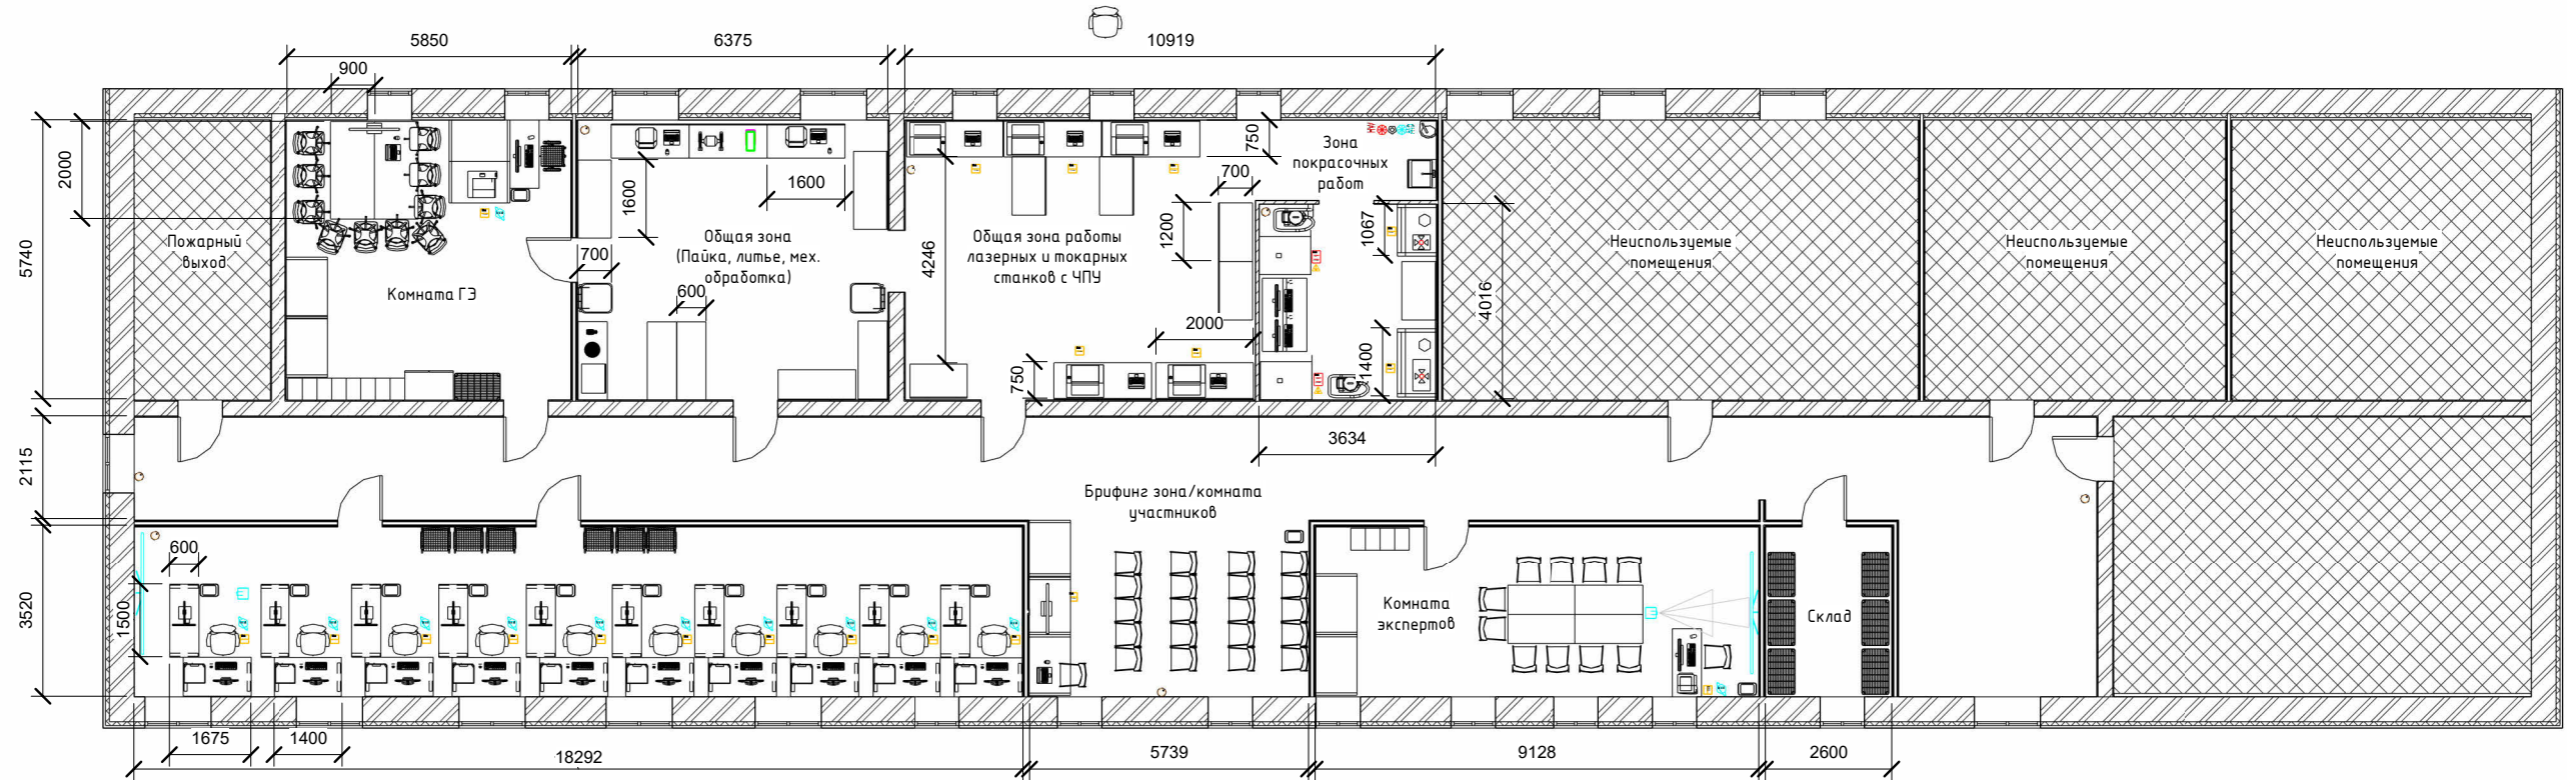 5850
6375
10919
900
2000
5740
2115
3520
Пожарный
выход
Комната ГЭ
1600
700
600
1600
Общая зона
(Пайка, литье, мех.
обработка)
4246
Общая зона работы
лазерных и токарных
станков с ЧПУ
750
700
1200
2000
750
Зона
покрасочных
работ
1067
1400
4016
3634
Неиспользуемые
помещения
Неиспользуемые
помещения
Неиспользуемые
помещения
Брифинг зона/комната
участников
600
1500
Комната
экспертов
Склад
1675
1400
18292
5739
9128
2600